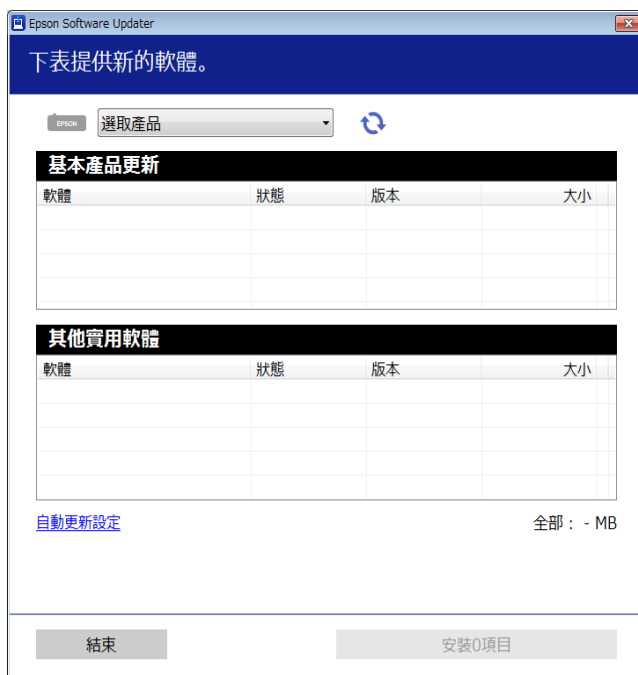 Epson Software Updater
下表提供新的軟體。
EPSON 選取產品
基本產品更新
軟體 狀態 版本 大小
其他實用軟體
軟體 狀態 版本 大小
自動更新設定 全部： - MB
結束 安裝0項目